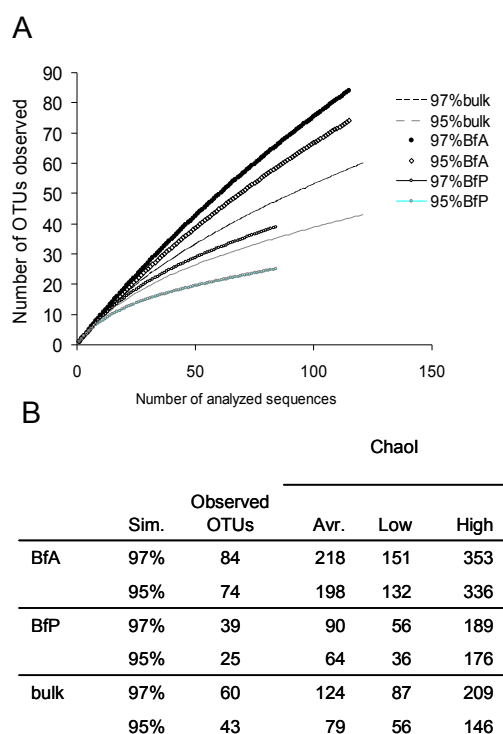 A
Number of OTUs observed
90
80
70
60
50
40
30
20
10
0
0 50 100 150
Number of analyzed sequences
97%bulk
95%bulk
97%BfA
95%BfA
97%BfP
95%BfP
B
Chaol
Sim. Observed OTUs Avr. Low High
BfA 97% 84 218 151 353
95% 74 198 132 336
BfP 97% 39 90 56 189
95% 25 64 36 176
bulk 97% 60 124 87 209
95% 43 79 56 146